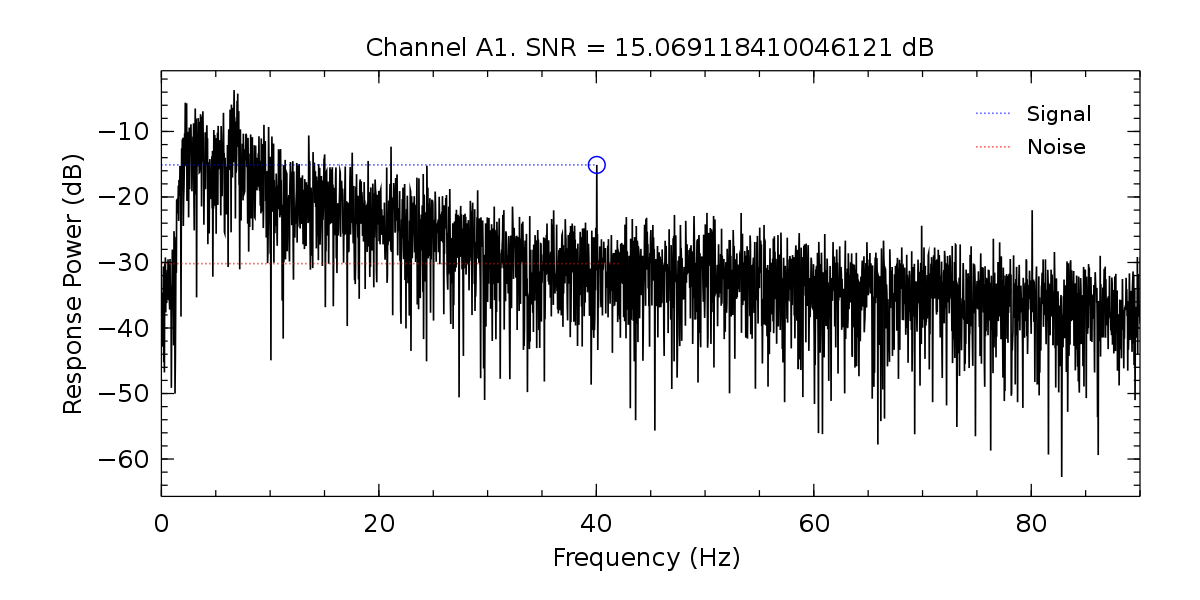 Channel A1. SNR = 15.069118410046121 dB
Signal
Noise
Response Power (dB)
−10
−20
−30
−40
−50
−60
0 20 40 60 80
Frequency (Hz)